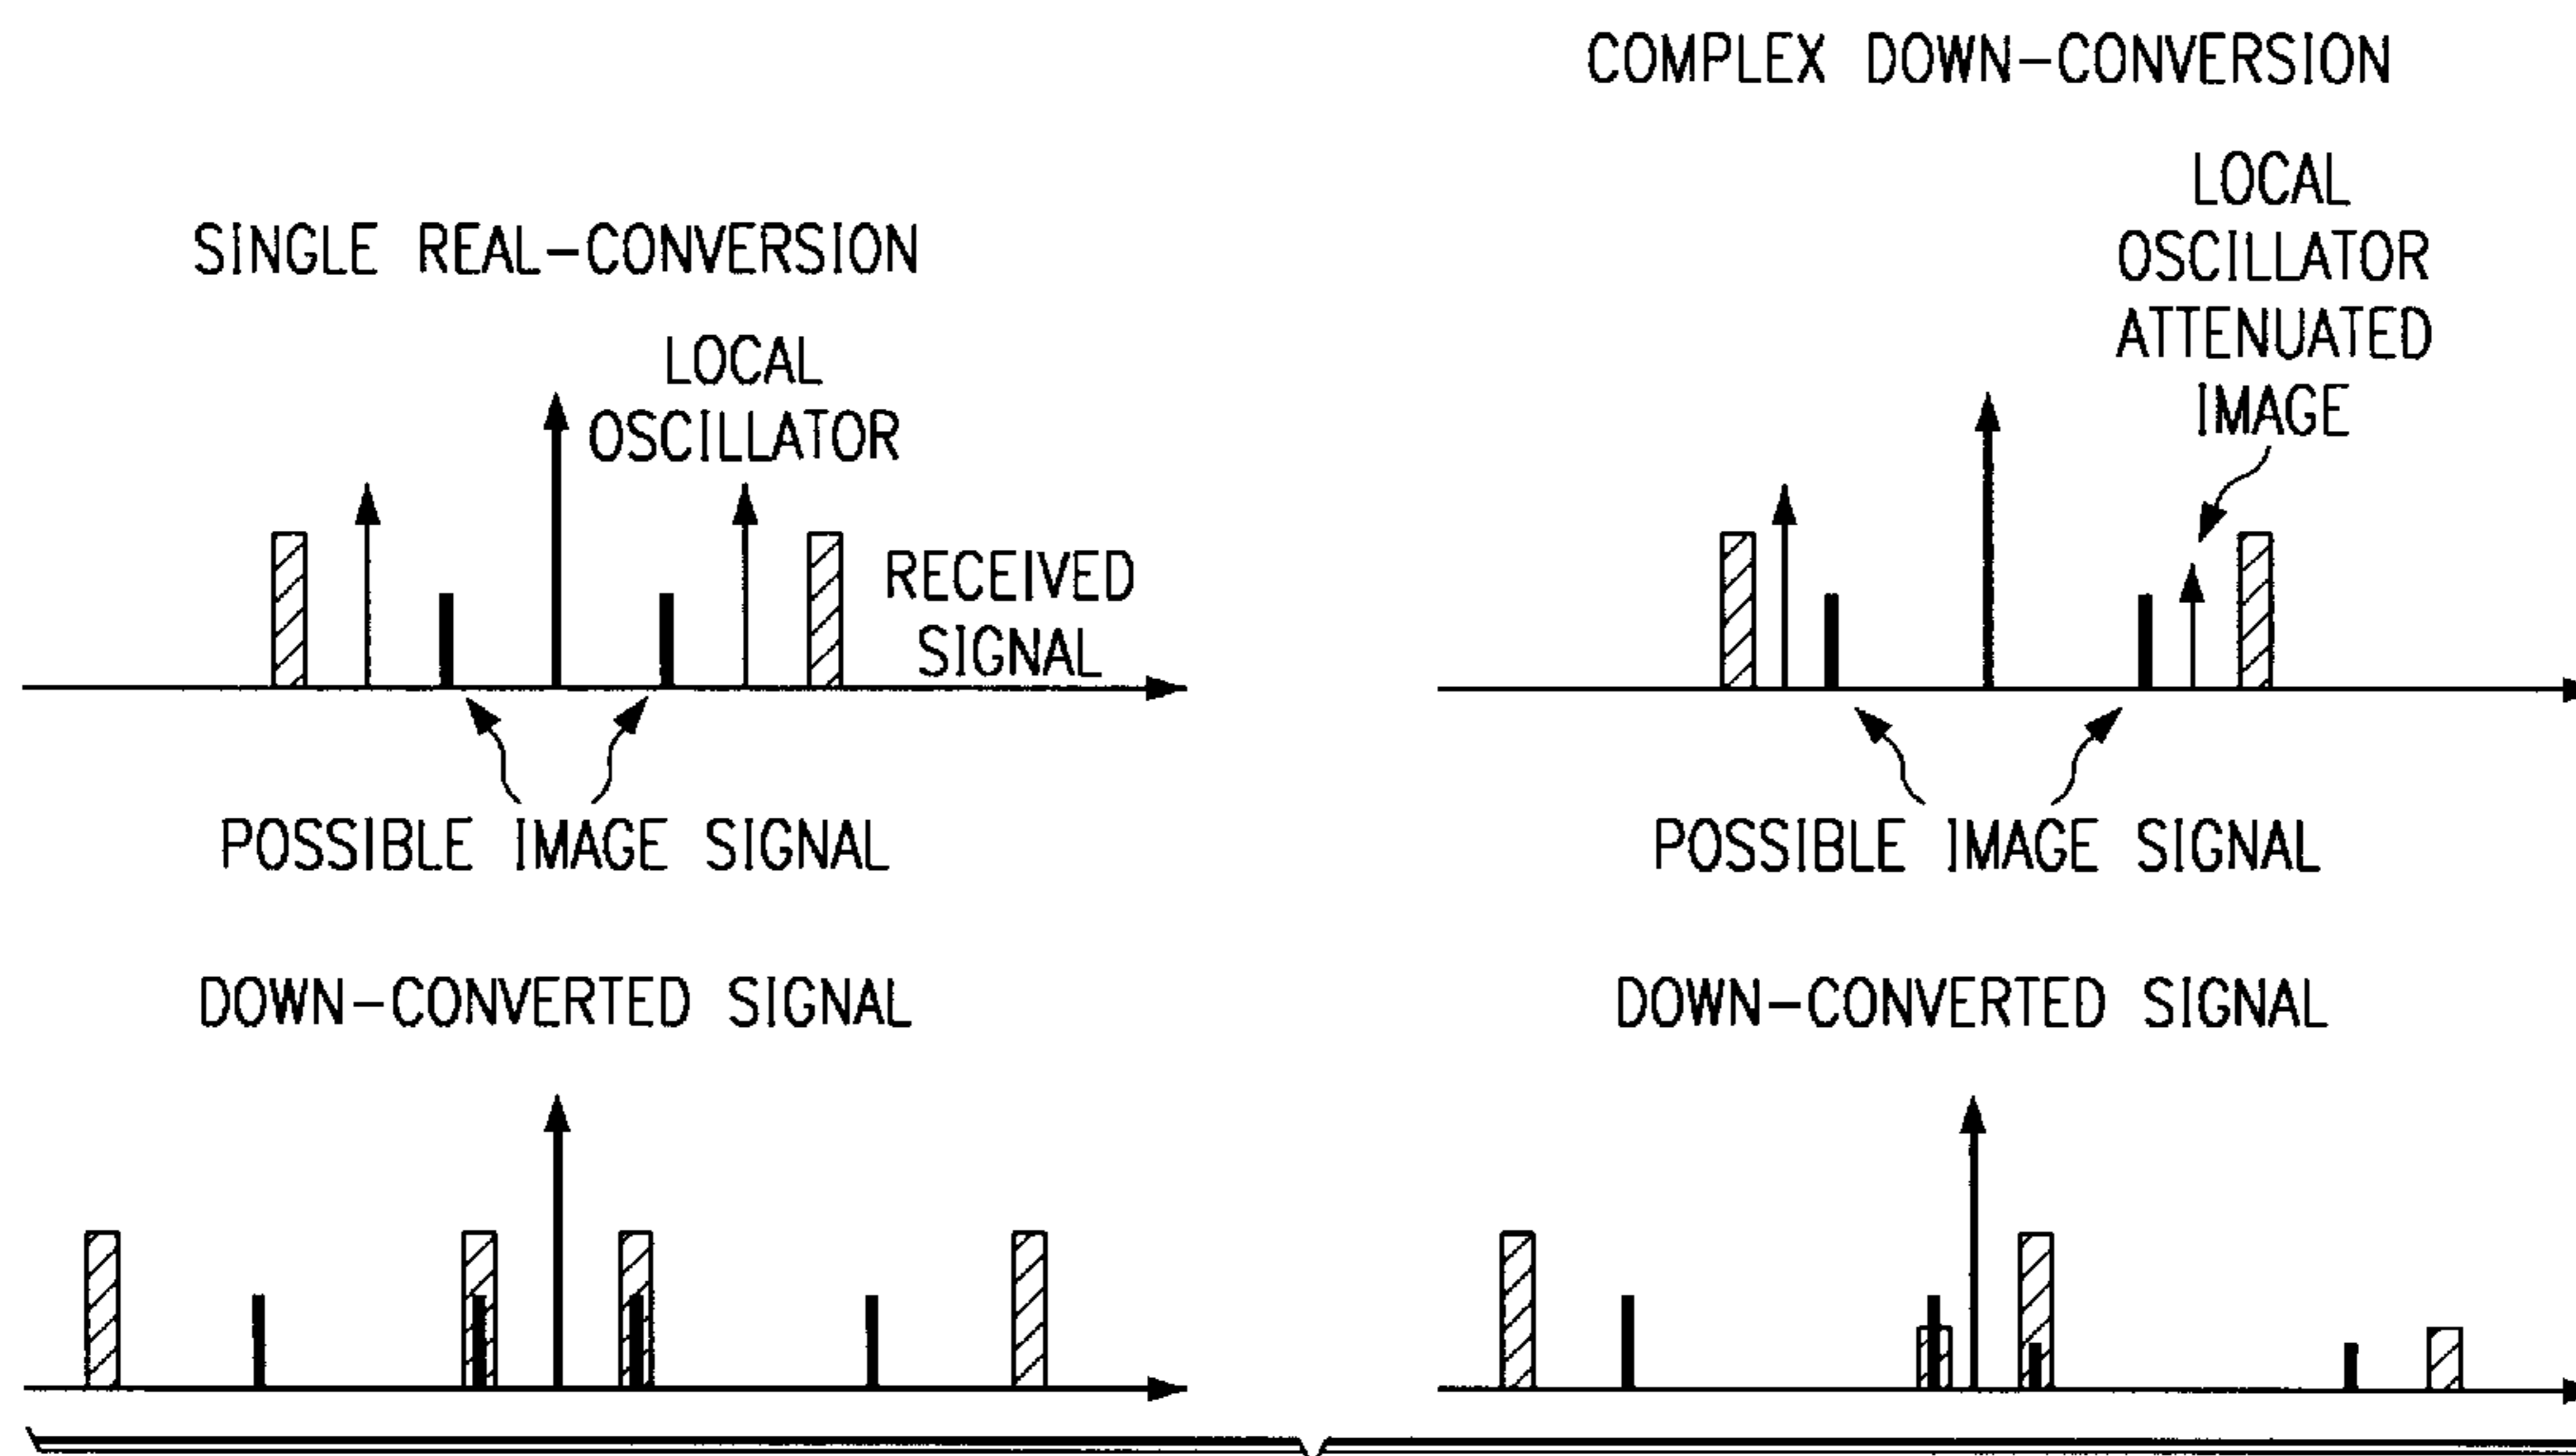 SINGLE REAL-CONVERSION
LOCAL
OSCILLATOR
RECEIVED
SIGNAL
POSSIBLE IMAGE SIGNAL
DOWN-CONVERTED SIGNAL
COMPLEX DOWN-CONVERSION
LOCAL
OSCILLATOR
ATTENUATED
IMAGE
POSSIBLE IMAGE SIGNAL
DOWN-CONVERTED SIGNAL